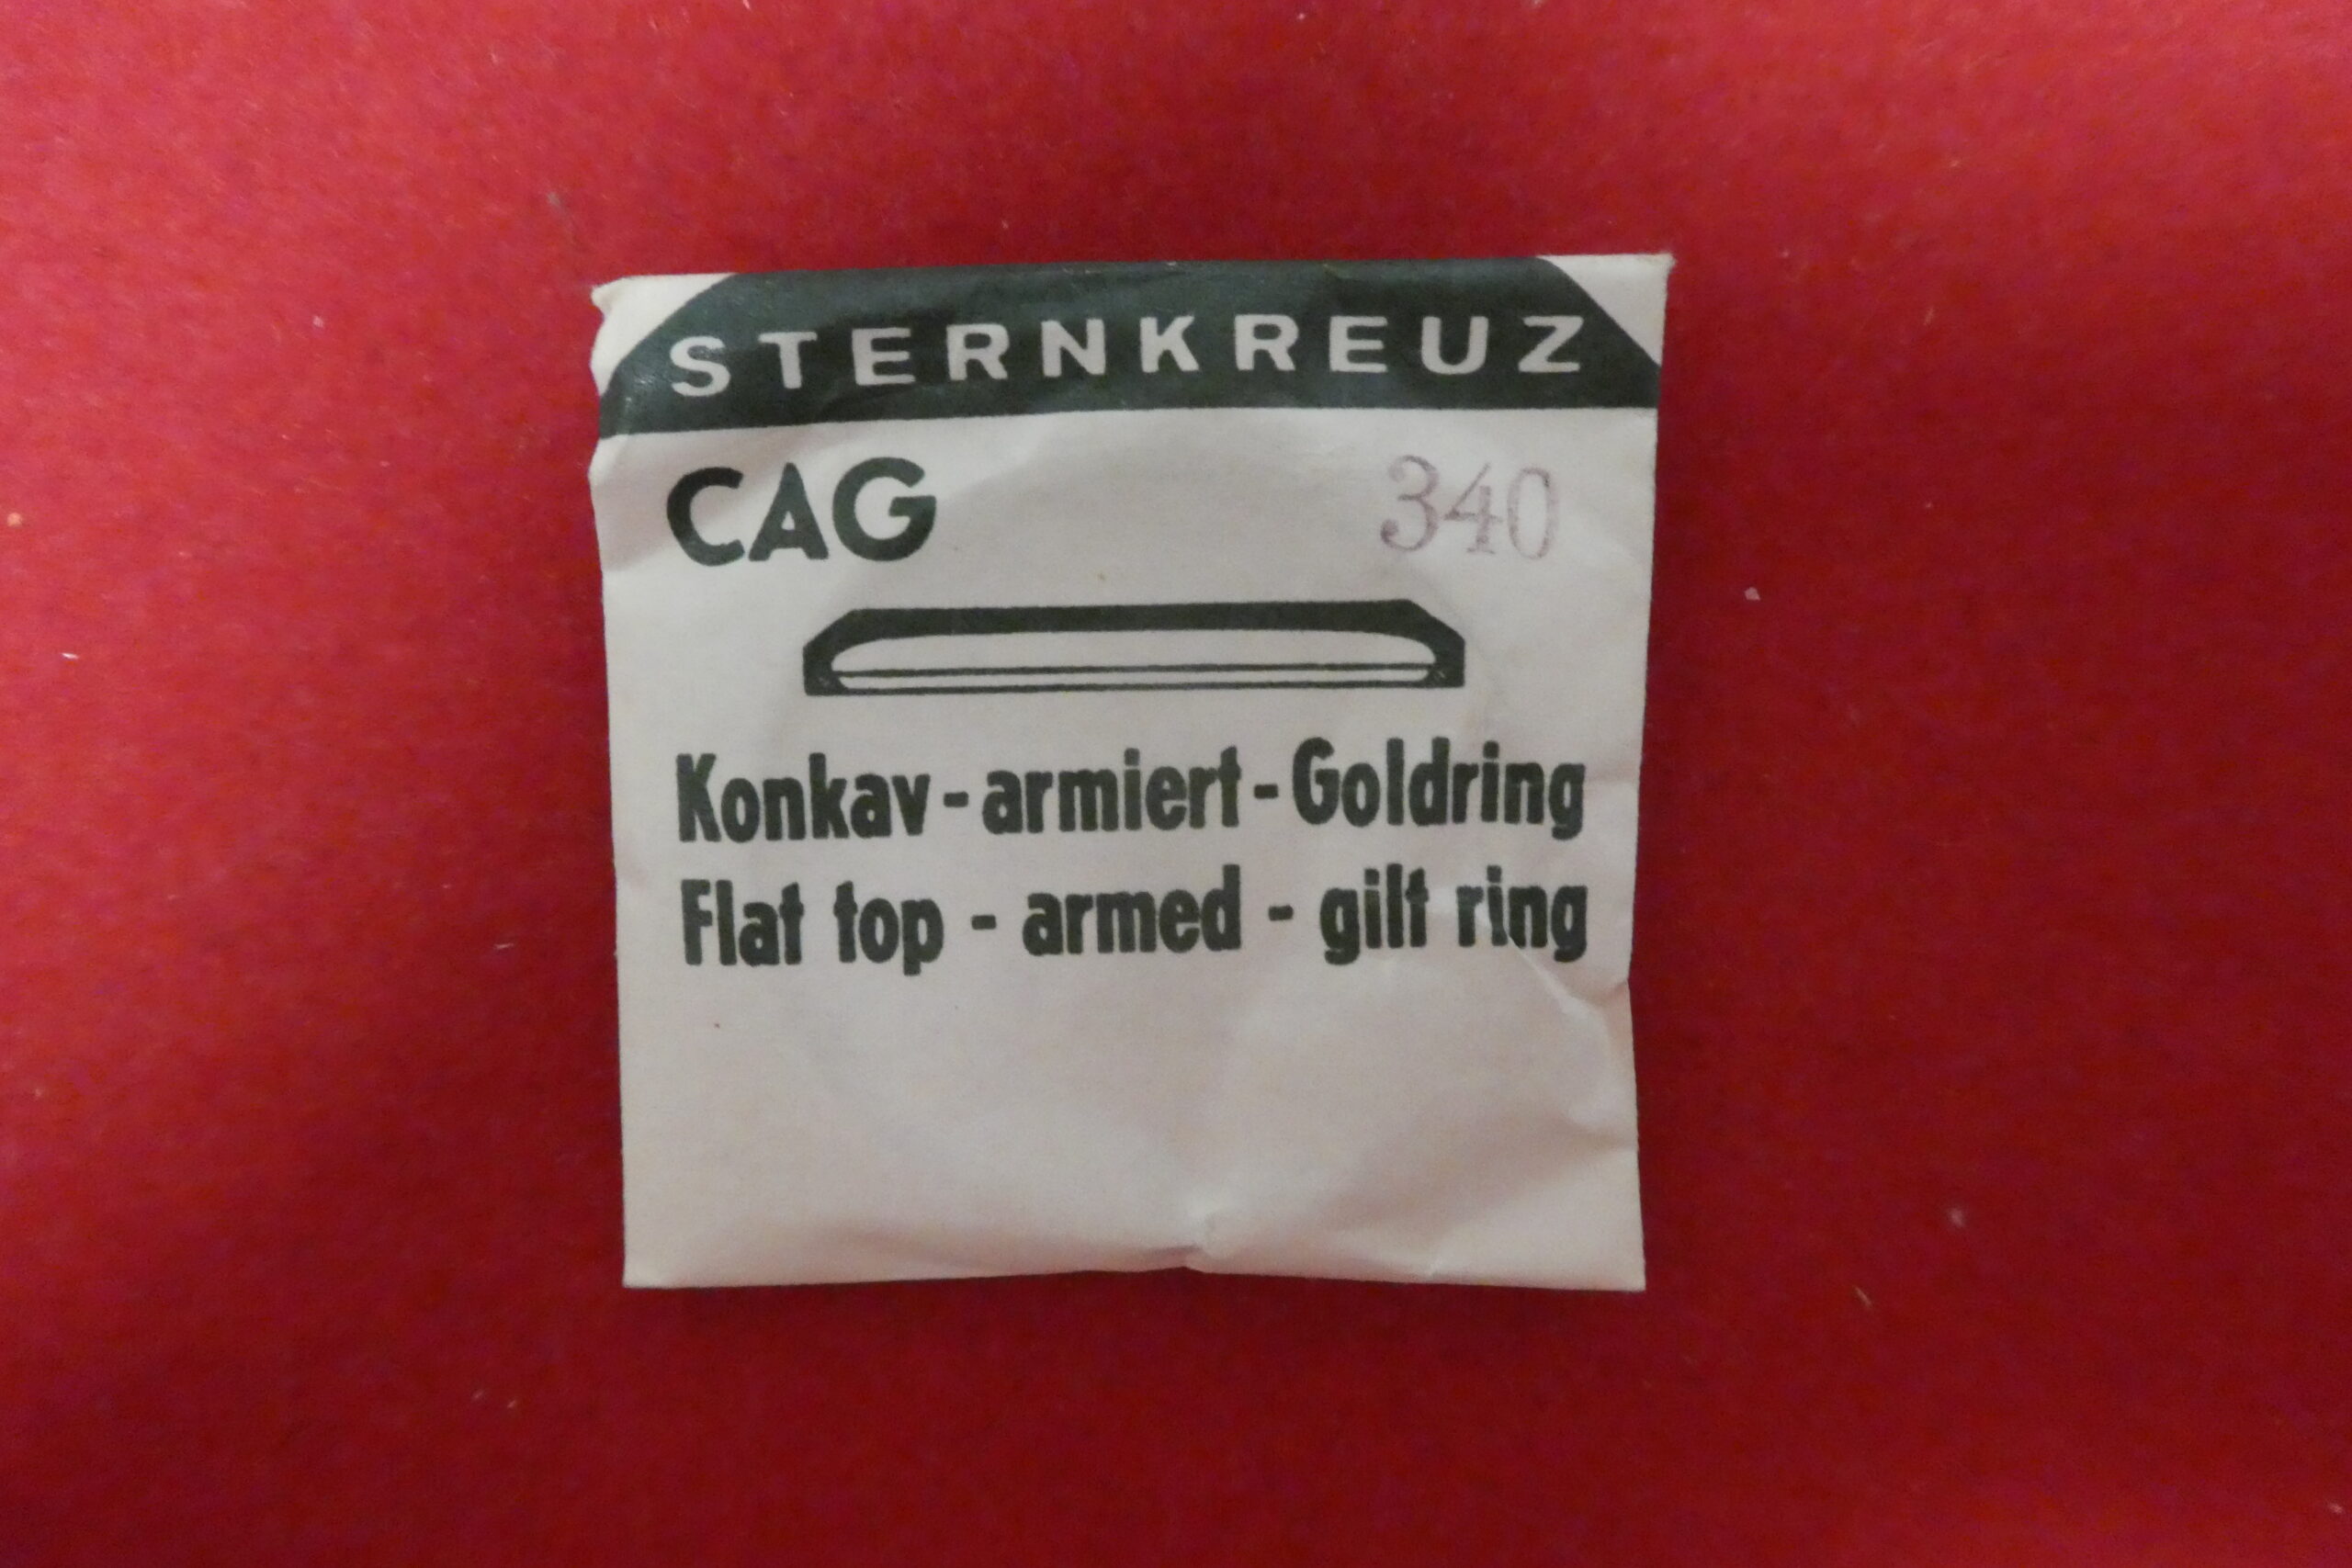 STERNKREUZ
CAG 340
Konkav-armiert-Goldring
Flat top - armed - gilt ring